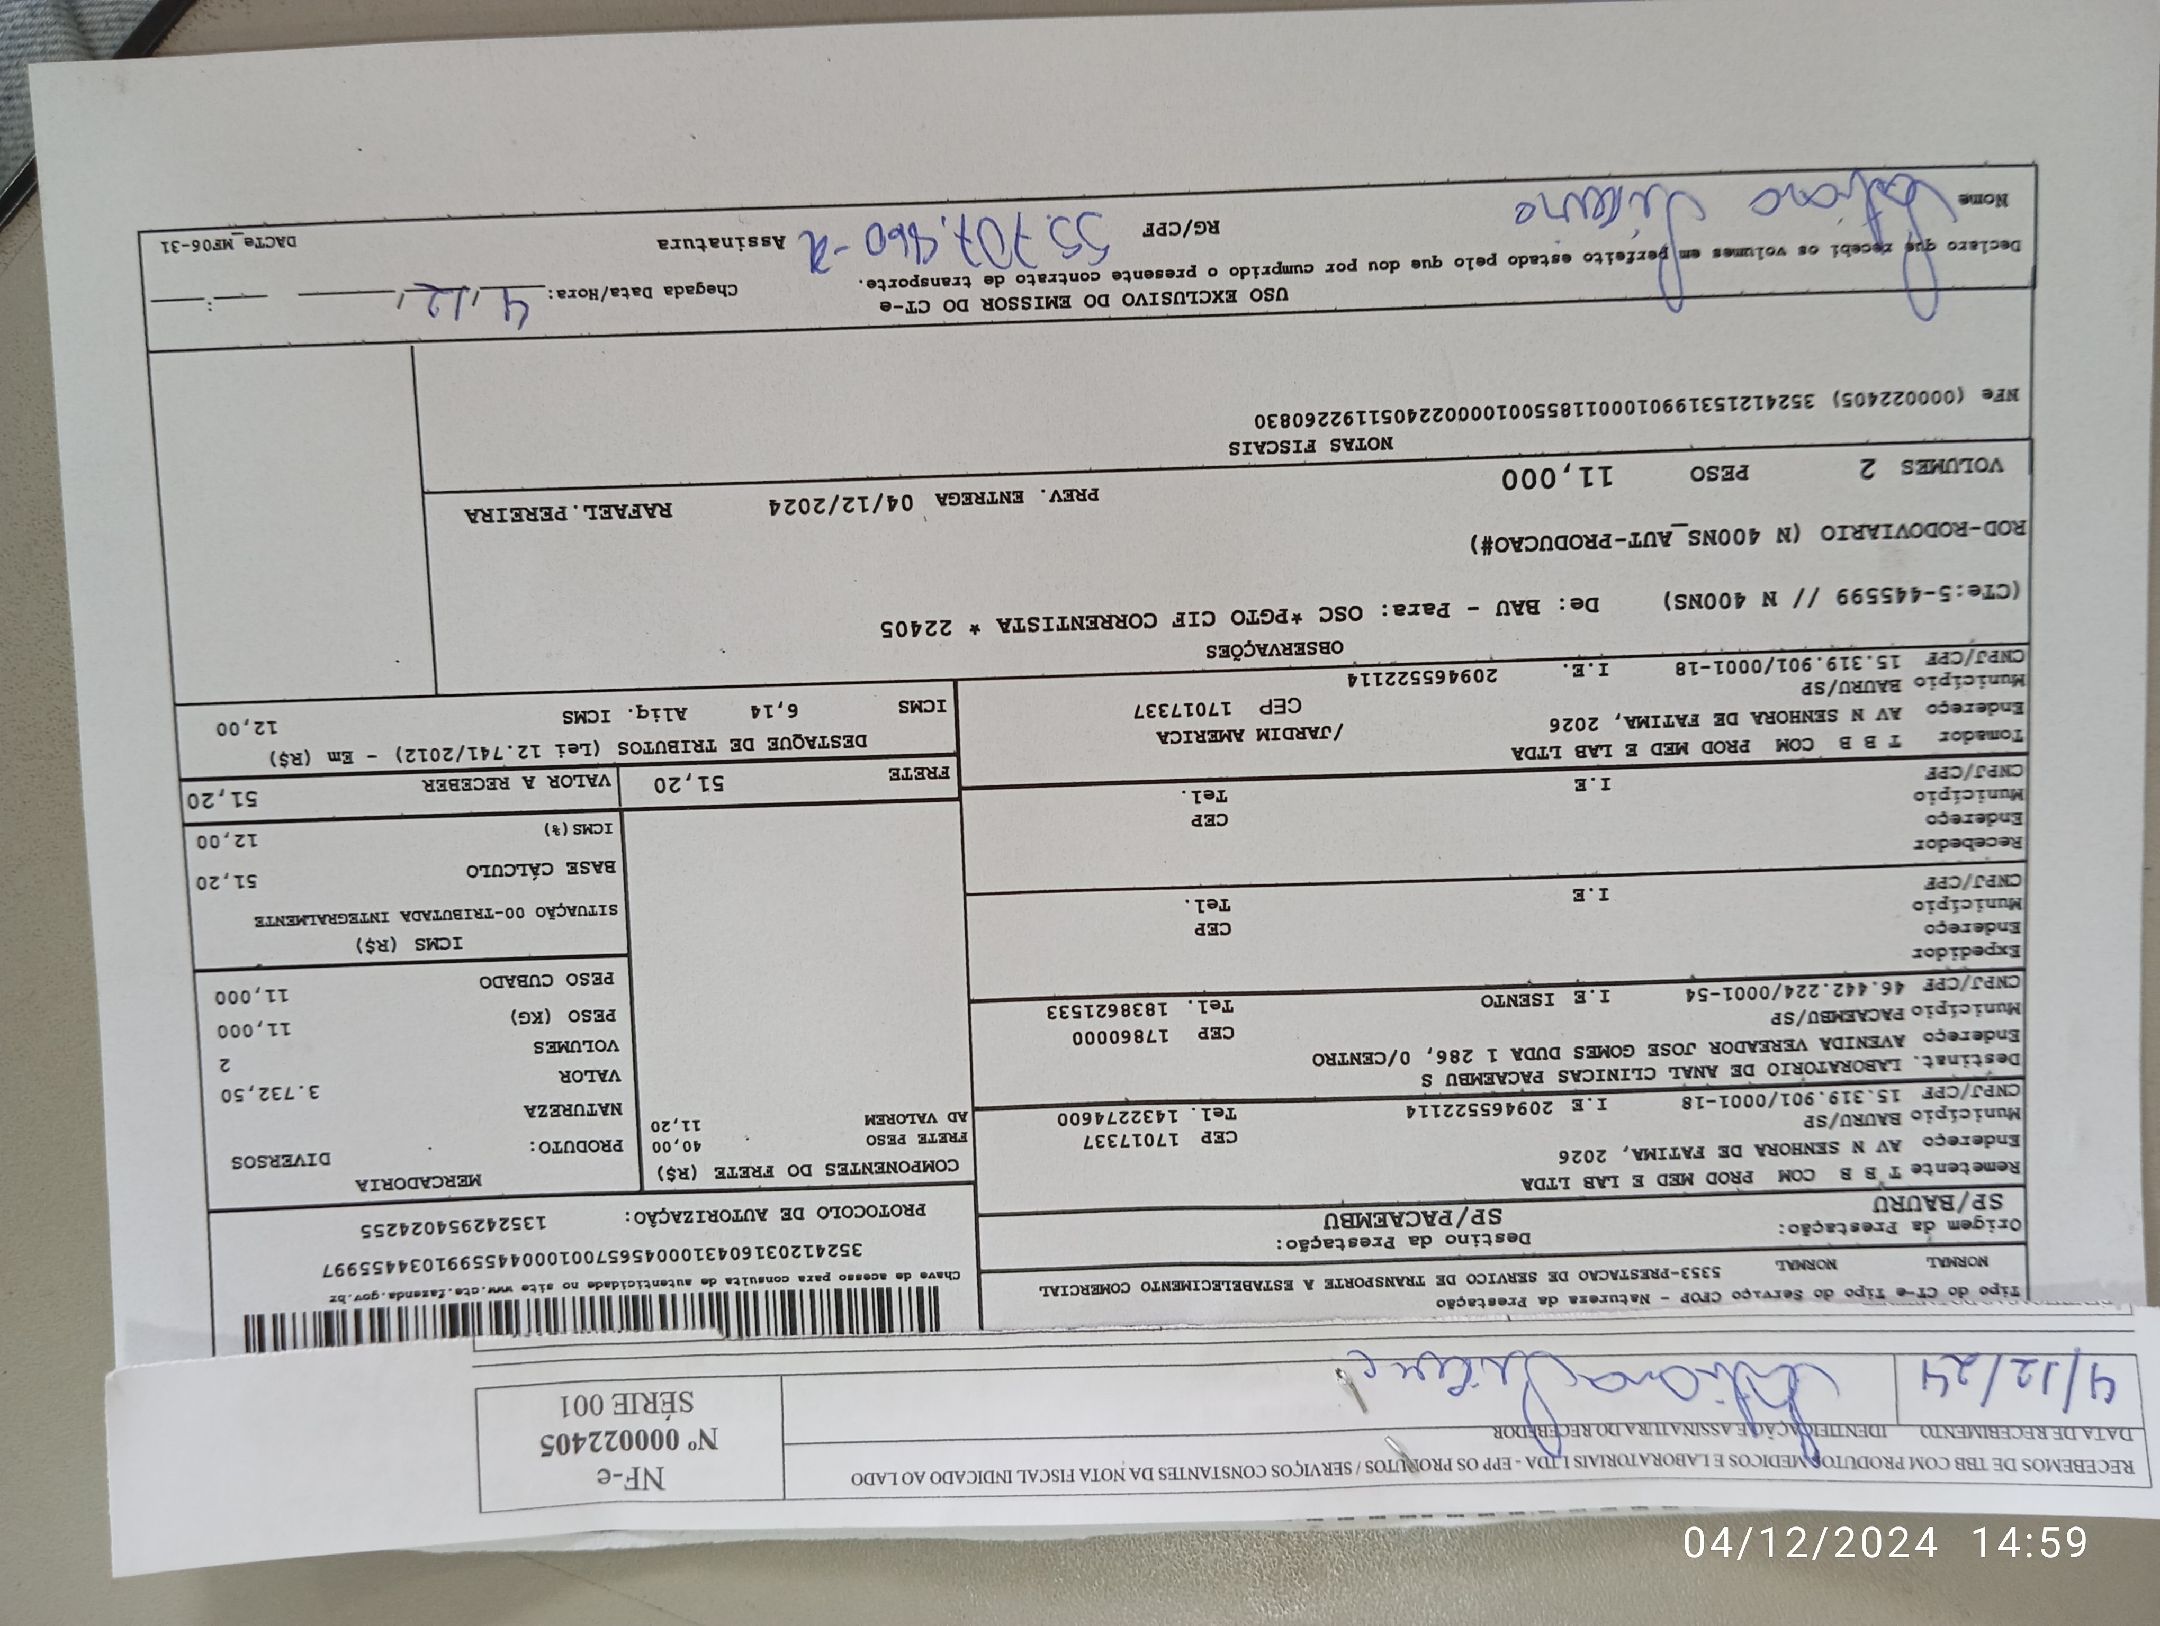 RECEBEMOS DE TBB COM PRODUTOS MEDICOS E LABORATORIAIS LTDA - EPP OS PRODUTOS / SERVIÇOS CONSTANTES DA NOTA FISCAL INDICADO AO LADO
DATA DE RECEBIMENTO IDENTIFICAÇÃO E ASSINATURA DO RECEBEDOR
4/12/24
NF-e
Nº 000022405
SÉRIE 001
Tipo do CT-e Tipo do Serviço CFOP - Natureza da Prestação
NORMAL NORMAL 5353-PRESTACAO DE SERVICO DE TRANSPORTE A ESTABELECIMENTO COMERCIAL
Origem da Prestação: Destino da Prestação:
SP/BAURU SP/PACAEMBU
Chave de acesso para consulta de autenticidade no site www.cte.fazenda.gov.br
PROTOCOLO DE AUTORIZAÇÃO: 135242954024255
Remetente T B B COM PROD MED E LAB LTDA
Endereço AV N SENHORA DE FATIMA, 2026
Município BAURU/SP CEP 17017337
CNPJ/CPF 15.319.901/0001-18 I.E 209465522114 Tel. 1432274600
Destinat. LABORATORIO DE ANAL CLINICAS PACAEMBU S
Endereço AVENIDA VEREADOR JOSE GOMES DUDA 1 286, 0/CENTRO
Município PACAEMBU/SP CEP 17860000
CNPJ/CPF 46.442.224/0001-54 I.E ISENTO Tel. 1838621533
Expedidor
Endereço CEP
Município Tel.
CNPJ/CPF I.E
Recebedor
Endereço CEP
Município Tel.
CNPJ/CPF I.E
Tomador T B B COM PROD MED E LAB LTDA
Endereço AV N SENHORA DE FATIMA, 2026 /JARDIM AMERICA
Município BAURU/SP CEP 17017337
CNPJ/CPF 15.319.901/0001-18 I.E. 209465522114
COMPONENTES DO FRETE (R$)
FRETE PESO 40,00
AD VALOREM 11,20
MERCADORIA
PRODUTO: DIVERSOS
NATUREZA
VALOR 3.732,50
VOLUMES 2
PESO (KG) 11,000
PESO CUBADO 11,000
ICMS (R$)
SITUAÇÃO 00-TRIBUTADA INTEGRALMENTE
BASE CÁLCULO 51,20
ICMS(%) 12,00
FRETE 51,20 VALOR A RECEBER 51,20
DESTAQUE DE TRIBUTOS (Lei 12.741/2012) - Em (R$)
ICMS 6,14 Aliq. ICMS 12,00
OBSERVAÇÕES
(CTe:5-445599 // N 400NS) De: BAU - Para: OSC *PGTO CIF CORRENTISTA * 22405
ROD-RODOVIARIO (N 400NS_AUT-PRODUCAO#)
VOLUMES 2 PESO 11,000 PREV. ENTREGA 04/12/2024 RAFAEL.PEREIRA
NOTAS FISCAIS
NFe (000022405) 35241215319901000118550010000224051192260830
USO EXCLUSIVO DO EMISSOR DO CT-e
Declaro que recebi os volumes em perfeito estado pelo que dou por cumprido o presente contrato de transporte.
Chegada Data/Hora: 4/12/
Nome RG/CPF Assinatura
DACTe_MF06-31
04/12/2024 14:59